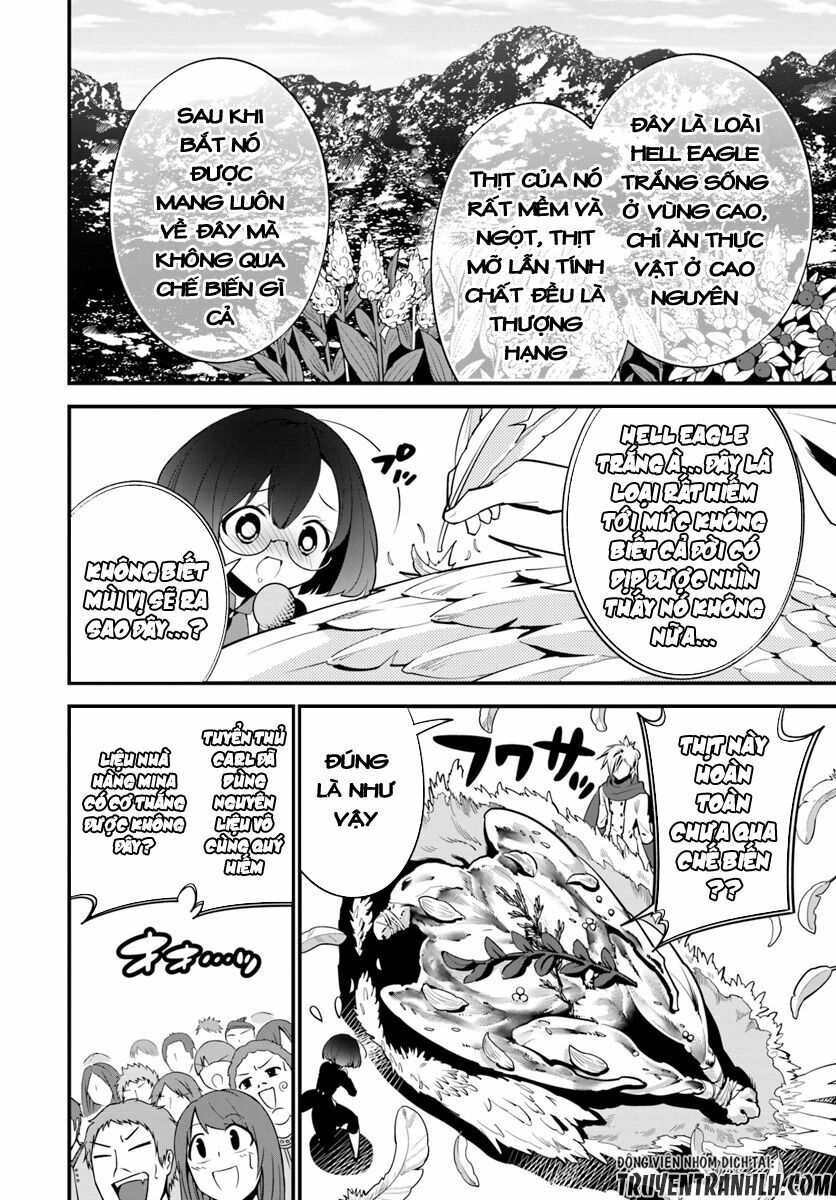 ĐÂY LÀ LOÀI
HELL EAGLE
TRẮNG SỐNG
Ở VÙNG CAO,
CHỈ ĂN THỰC
VẬT Ở CAO
NGUYÊN
THỊT CỦA NÓ
RẤT MỀM VÀ
NGỌT, THỊT
MỠ LẪN TÍNH
CHẤT ĐỀU LÀ
THƯỢNG
HẠNG
SAU KHI
BẮT NÓ
ĐƯỢC
MANG LUÔN
VỀ ĐÂY MÀ
KHÔNG QUA
CHẾ BIẾN GÌ
CẢ
HELL EAGLE
TRẮNG À... ĐÂY LÀ
LOẠI RẤT HIẾM
TỚI MỨC KHÔNG
BIẾT CẢ ĐỜI CÓ
DỊP ĐƯỢC NHÌN
THẤY NÓ KHÔNG
NỮA...
プッ
KHÔNG BIẾT
MÙI VỊ SẼ RA
SAO ĐÂY...?
THỊT NÀY
HOÀN
TOÀN
CHƯA QUA
CHẾ BIẾN
??
フワサッ
ĐÚNG
LÀ NHƯ
VẬY
TUYỂN THỦ
CARL ĐÃ
DÙNG
NGUYÊN
LIỆU VÔ
CÙNG QUÝ
HIẾM
LIỆU NHÀ
HÀNG MINA
CÓ CƠ THẮNG
ĐƯỢC KHÔNG
ĐÂY?
オオ...ッ
ĐỘNG VIÊN NHÓM DỊCH TẠI:
TRUYENTRANHLH.COM